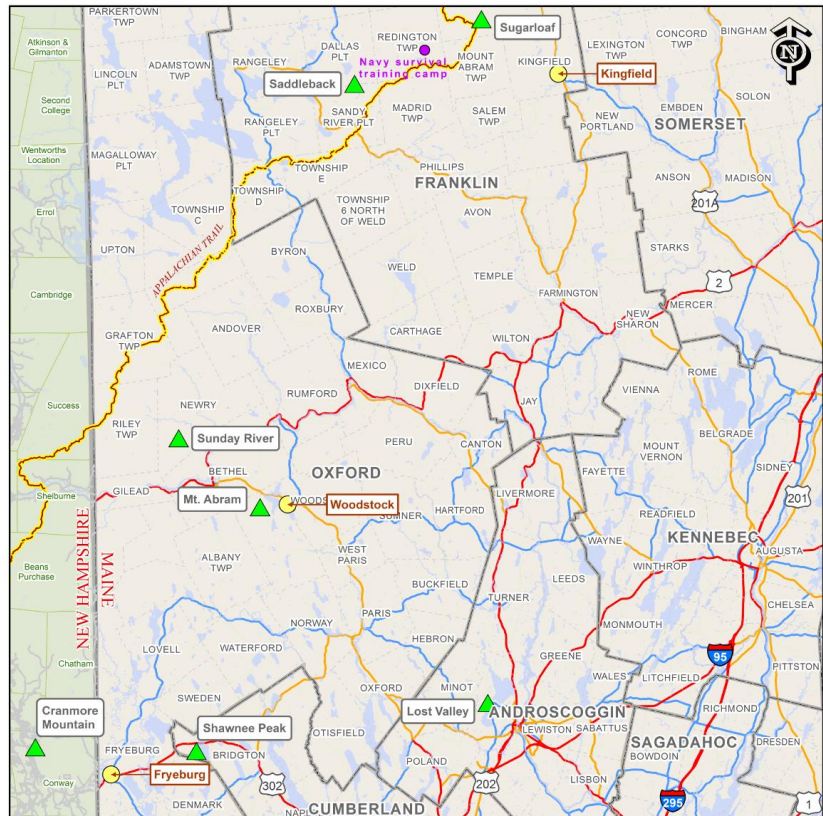 PARKERTOWN
TWP
Sugarloaf
Atkinson &
Gilmanton
ADAMSTOWN
TWP
LINCOLN
PLT
DALLAS
PLT
REDINGTON
TWP
RANGELEY
Navy survival
training camp
MOUNT
ABRAM
TWP
KINGFIELD
LEXINGTON
TWP
CONCORD
TWP
BINGHAM
N
Kingfield
Saddleback
Second
College
SANDY
RIVER PLT
MADRID
TWP
SALEM
TWP
NEW
PORTLAND
EMBDEN
SOLON
SOMERSET
RANGELEY
PLT
Wentworths
Location
MAGALLOWAY
PLT
TOWNSHIP
E
PHILLIPS
FRANKLIN
ANSON
MADISON
TOWNSHIP
D
TOWNSHIP
6 NORTH
OF WELD
AVON
201A
Errol
TOWNSHIP
C
UPTON
APPALACHIAN TRAIL
BYRON
STARKS
WELD
TEMPLE
2
Cambridge
ROXBURY
FARMINGTON
MERCER
NEW
SHARON
GRAFTON
TWP
ANDOVER
CARTHAGE
WILTON
MEXICO
RUMFORD
DIXFIELD
ROME
VIENNA
Success
NEWRY
JAY
RILEY
TWP
Sunday River
PERU
CANTON
BELGRADE
MOUNT
VERNON
OXFORD
BETHEL
FAYETTE
SIDNEY
Shelburne
GILEAD
Mt. Abram
WOODS
Woodstock
LIVERMORE
201
SUMNER
HARTFORD
READFIELD
KENNEBEC
NEW HAMPSHIRE
MAINE
WAYNE
AUGUSTA
Beans
Purchase
ALBANY
TWP
WEST
PARIS
WINTHROP
LEEDS
BUCKFIELD
TURNER
CHELSEA
NORWAY
PARIS
MONMOUTH
HEBRON
LOVELL
WATERFORD
GREENE
95
Chatham
PITTSTON
WALES
LITCHFIELD
SWEDEN
OXFORD
MINOT
Lost Valley
ANDROSCOGGIN
RICHMOND
Cranmore
Mountain
OTISFIELD
LEWISTON
SABATTUS
SAGADAHOC
DRESDEN
FRYEBURG
Shawnee Peak
BRIDGTON
POLAND
BOWDOIN
Fryeburg
Conway
302
202
LISBON
DENMARK
NAPL
CUMBERLAND
295
1